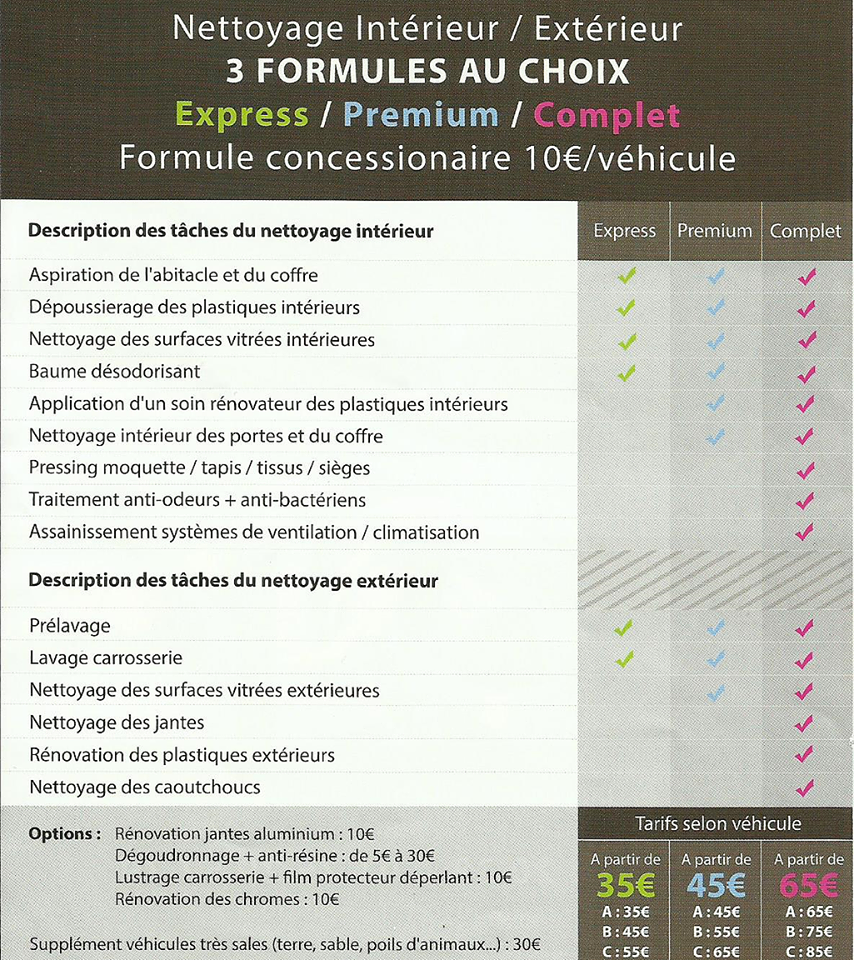 Nettoyage Intérieur / Extérieur
3 FORMULES AU CHOIX
Express / Premium / Complet
Formule concessionaire 10€/véhicule
Description des tâches du nettoyage intérieur Express Premium Complet
Aspiration de l'abitacle et du coffre
Dépoussierage des plastiques intérieurs
Nettoyage des surfaces vitrées intérieures
Baume désodorisant
Application d'un soin rénovateur des plastiques intérieurs
Nettoyage intérieur des portes et du coffre
Pressing moquette / tapis / tissus / sièges
Traitement anti-odeurs + anti-bactériens
Assainissement systèmes de ventilation / climatisation
Description des tâches du nettoyage extérieur
Prélavage
Lavage carrosserie
Nettoyage des surfaces vitrées extérieures
Nettoyage des jantes
Rénovation des plastiques extérieurs
Nettoyage des caoutchoucs
Options : Rénovation jantes aluminium : 10€
Dégoudronnage + anti-résine : de 5€ à 30€
Lustrage carrosserie + film protecteur déperlant : 10€
Rénovation des chromes : 10€
Supplément véhicules très sales (terre, sable, poils d'animaux...) : 30€
Tarifs selon véhicule
A partir de A partir de A partir de
35€ 45€ 65€
A : 35€ A : 45€ A : 65€
B : 45€ B : 55€ B : 75€
C : 55€ C : 65€ C : 85€